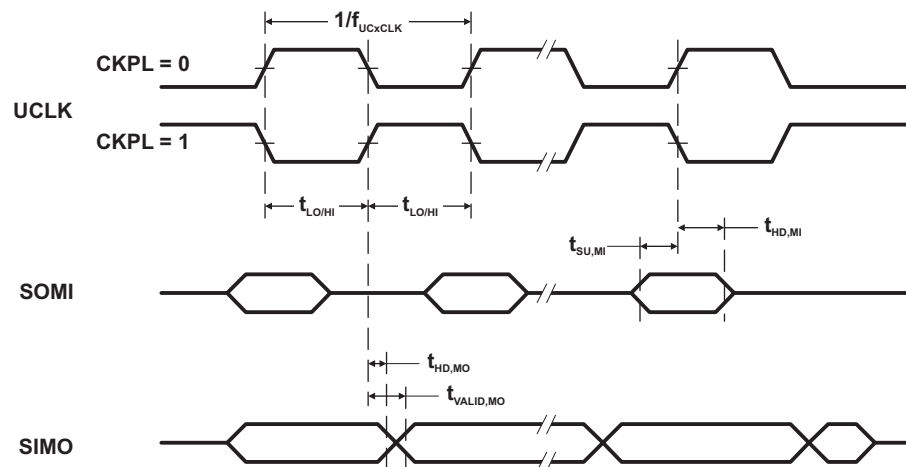 1/fUCxCLK
CKPL = 0
UCLK
CKPL = 1
tLO/HI tLO/HI
tSU,MI
tHD,MI
SOMI
tHD,MO
tVALID,MO
SIMO